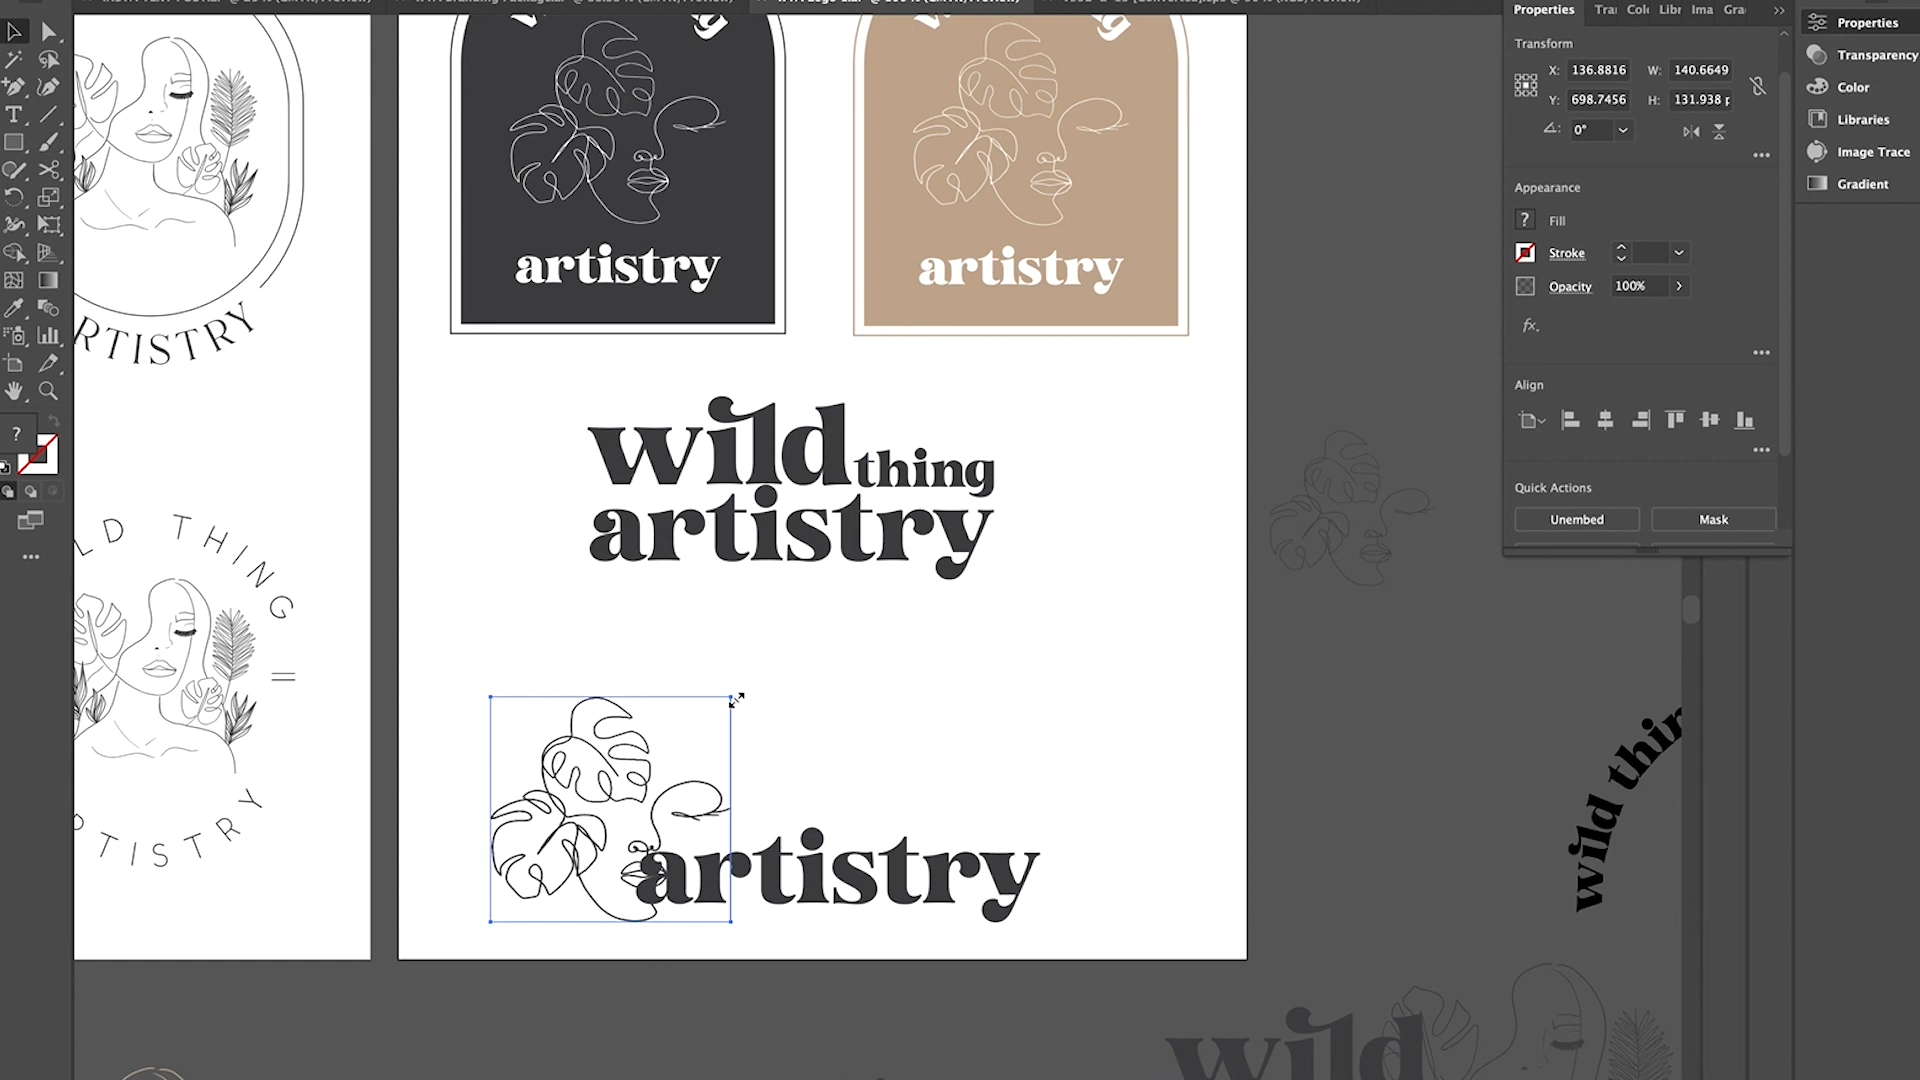 Properties
Properties
Transform
X: 136.8816 W: 140.6649
Transparency
Y: 698.7456 H: 131.938
Color
0°
Libraries
Image Trace
Appearance
Gradient
? Fill
Stroke
Opacity 100%
fx.
Align
Quick Actions
Unembed Mask
?
artistry
artistry
wild thing
artistry
artistry
RTISTRY
LD THING
=
TISTRY
wild thin
wild